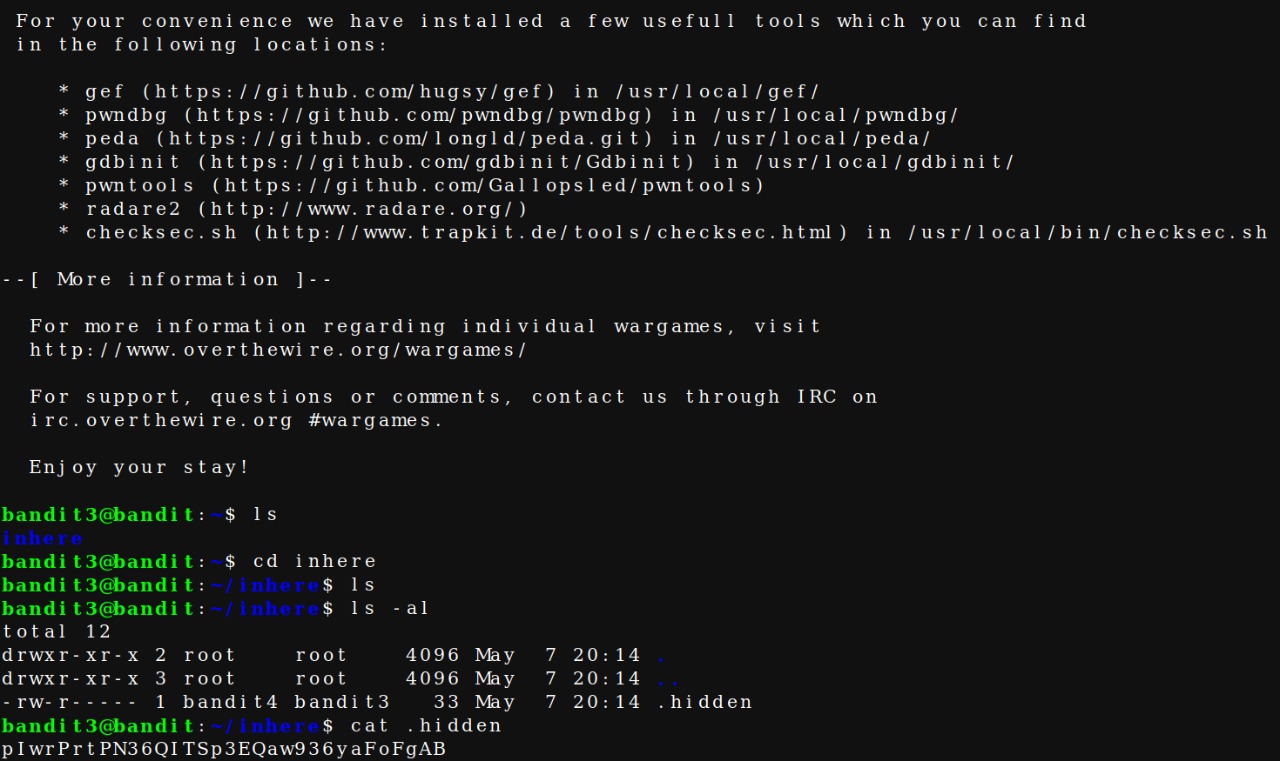 For your convenience we have installed a few usefull tools which you can find
in the following locations:
* gef (https://github.com/hugsy/gef) in /usr/local/gef/
* pwndbg (https://github.com/pwndbg/pwndbg) in /usr/local/pwndbg/
* peda (https://github.com/longld/peda.git) in /usr/local/peda/
* gdbinit (https://github.com/gdbinit/Gdbinit) in /usr/local/gdbinit/
* pwntools (https://github.com/Gallopsled/pwntools)
* radare2 (http://www.radare.org/)
* checksec.sh (http://www.trapkit.de/tools/checksec.html) in /usr/local/bin/checksec.sh
--[ More information ]--
For more information regarding individual wargames, visit
http://www.overthewire.org/wargames/
For support, questions or comments, contact us through IRC on
irc.overthewire.org #wargames.
Enjoy your stay!
bandit3@bandit:~$ ls
inhere
bandit3@bandit:~$ cd inhere
bandit3@bandit:~/inhere$ ls
bandit3@bandit:~/inhere$ ls -al
total 12
drwxr-xr-x 2 root root 4096 May 7 20:14 .
drwxr-xr-x 3 root root 4096 May 7 20:14 ..
-rw-r----- 1 bandit4 bandit3 33 May 7 20:14 .hidden
bandit3@bandit:~/inhere$ cat .hidden
pIwrPrtPN36QITSp3EQaw936yaFoFgAB